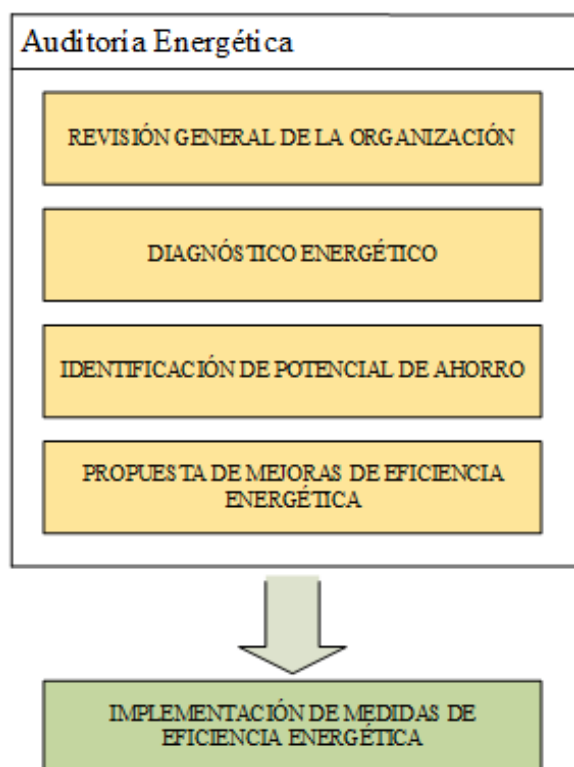 Auditoría Energética
REVISIÓN GENERAL DE LA ORGANIZACIÓN
DIAGNÓSTICO ENERGÉTICO
IDENTIFICACIÓN DE POTENCIAL DE AHORRO
PROPUESTA DE MEJORAS DE EFICIENCIA
ENERGÉTICA
IMPLEMENTACIÓN DE MEDIDAS DE
EFICIENCIA ENERGÉTICA